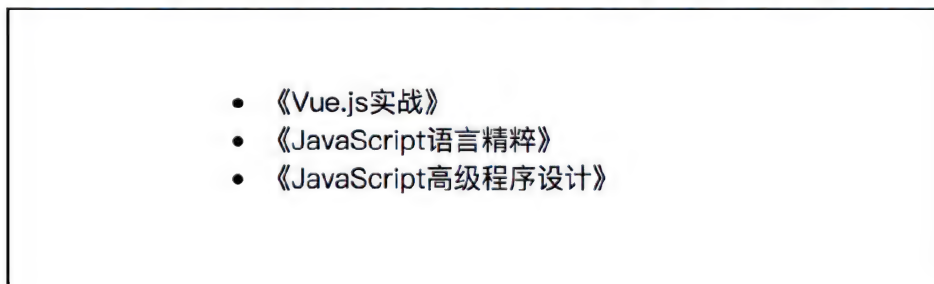 • 《Vue.js实战》
• 《JavaScript语言精粹》
• 《JavaScript高级程序设计》